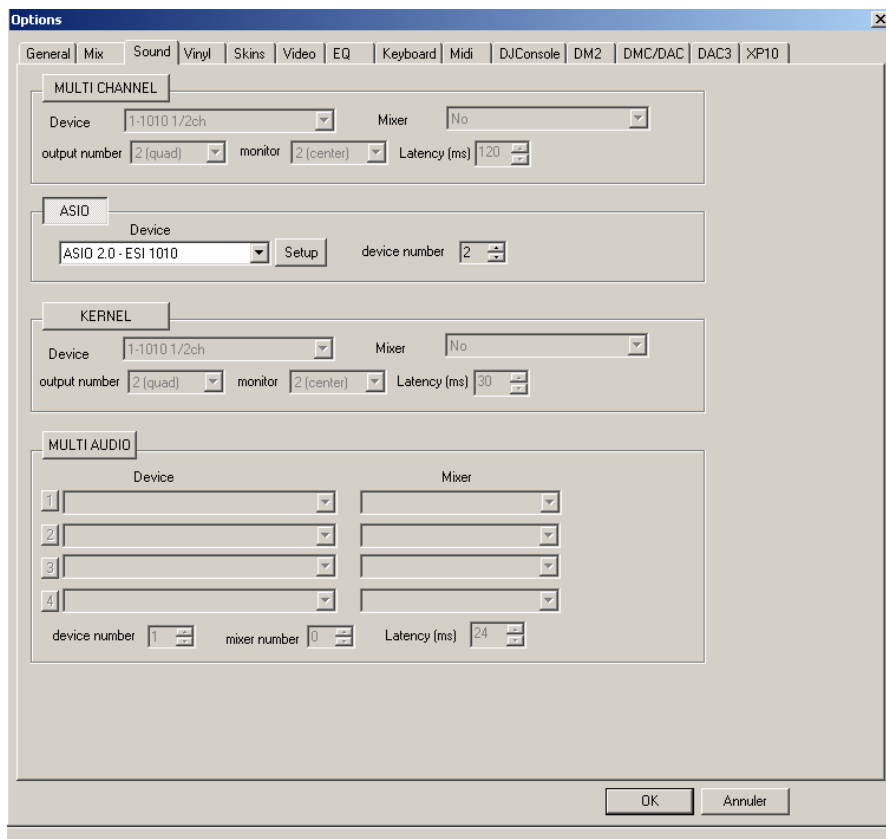 Options
General Mix Sound Vinyl Skins Video EQ Keyboard Midi DJConsole DM2 DMC/DAC DAC3 XP10
MULTI CHANNEL
Device 1-1010 1/2ch Mixer No
output number 2 (quad) monitor 2 (center) Latency (ms) 120
ASIO
Device
ASIO 2.0 - ESI 1010 Setup device number 2
KERNEL
Device 1-1010 1/2ch Mixer No
output number 2 (quad) monitor 2 (center) Latency (ms) 30
MULTI AUDIO
Device Mixer
1
2
3
4
device number 1 mixer number 0 Latency (ms) 24
OK Annuler